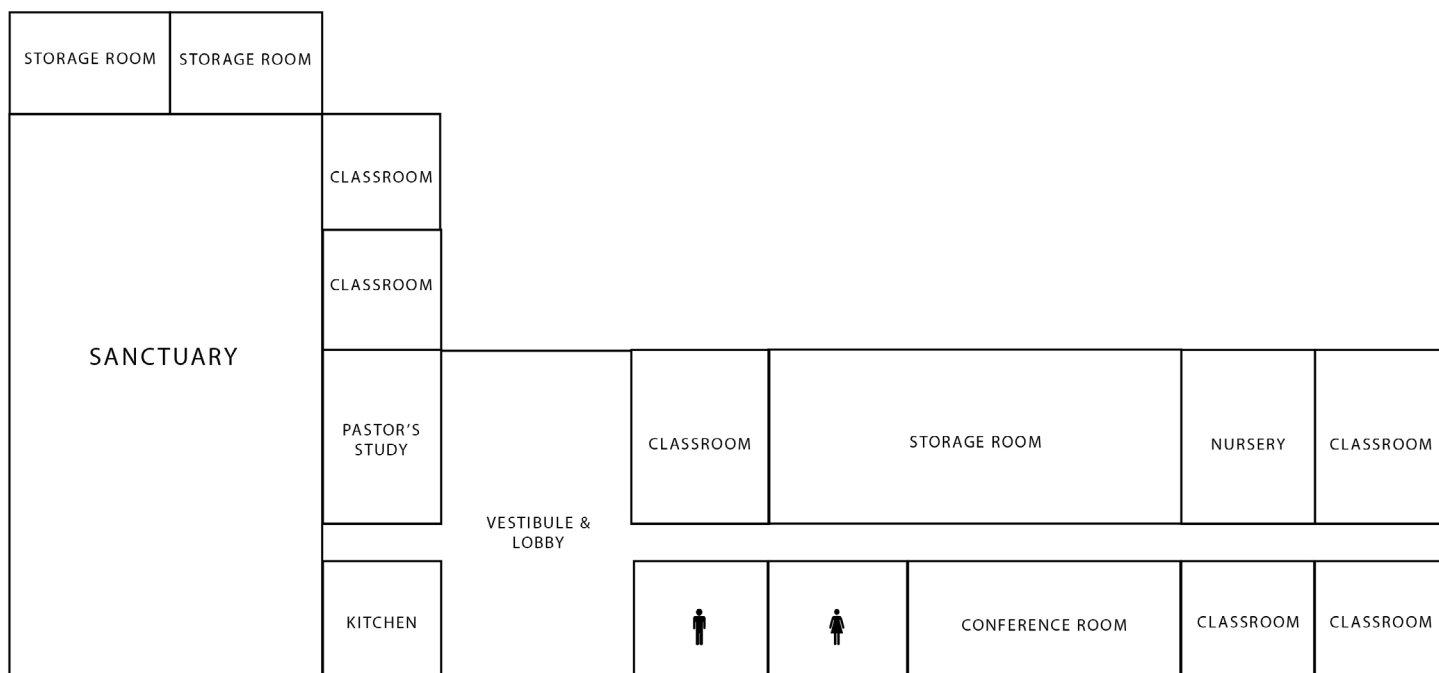 STORAGE ROOM
STORAGE ROOM
CLASSROOM
CLASSROOM
SANCTUARY
PASTOR'S
STUDY
CLASSROOM
STORAGE ROOM
NURSERY
CLASSROOM
VESTIBULE &
LOBBY
KITCHEN
CONFERENCE ROOM
CLASSROOM
CLASSROOM